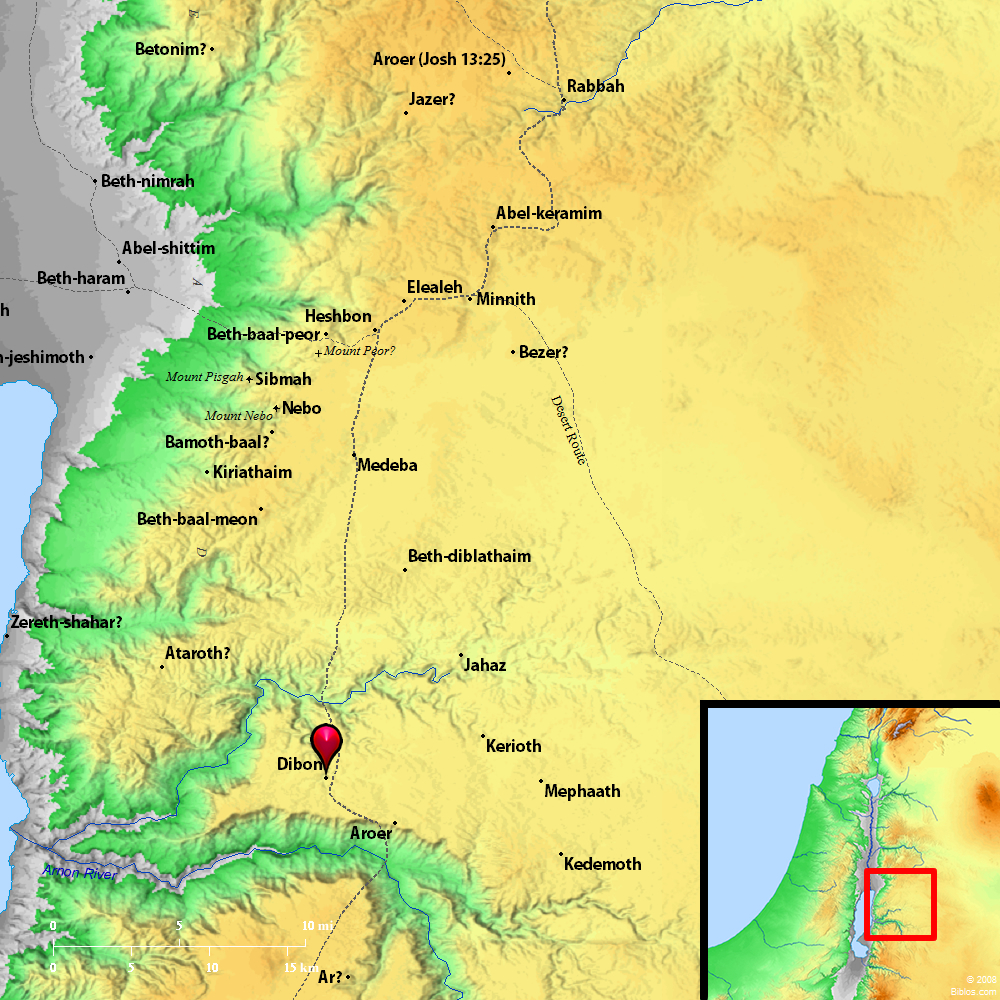 E
Betonim?
Aroer (Josh 13:25)
Rabbah
Jazer?
Beth-nimrah
Abel-keramim
Abel-shittim
Beth-haram
A
Elealeh
Minnith
h
Heshbon
Beth-baal-peor
Mount Peor?
Bezer?
n-jeshimoth
Mount Pisgah
Sibmah
Nebo
Mount Nebo
Desert Route
Bamoth-baal?
Medeba
Kiriathaim
Beth-baal-meon
D
Beth-diblathaim
Zereth-shahar?
Ataroth?
Jahaz
Kerioth
Dibon
Mephaath
Aroer
Kedemoth
Arnon River
0 5 10 mi
0 5 10 15 km
Ar?
© 2008
Biblos.com